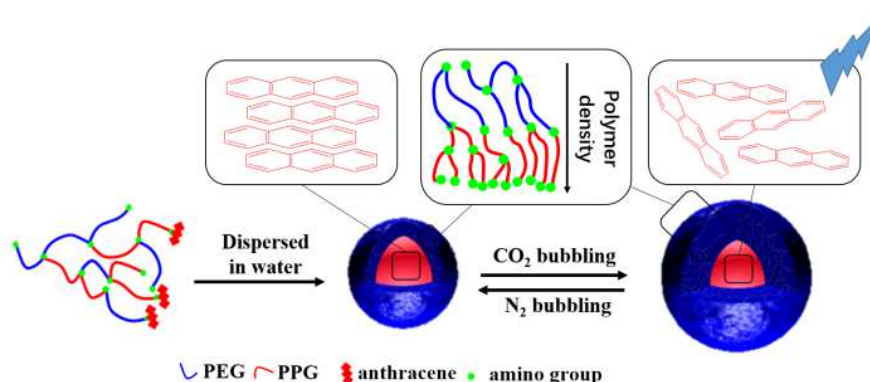 Polymer
density
Dispersed
in water
CO₂ bubbling
N₂ bubbling
PEG PPG anthracene amino group